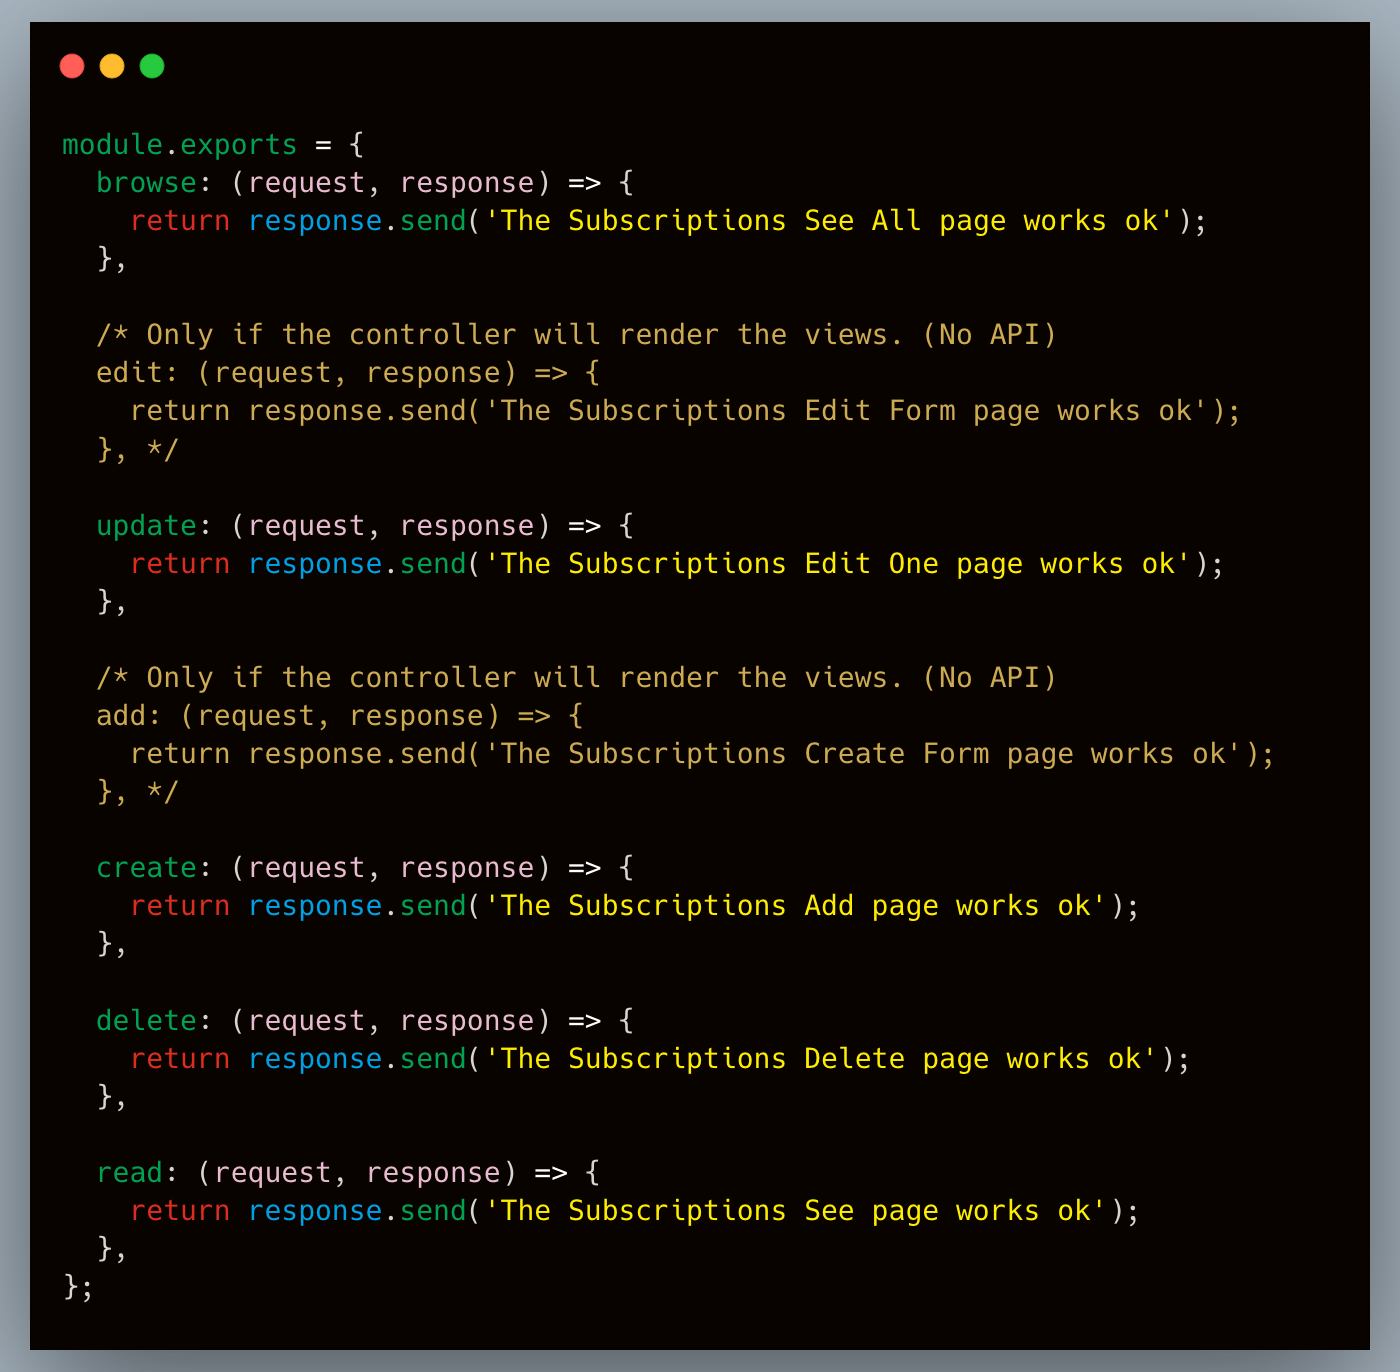 module.exports = {
  browse: (request, response) => {
    return response.send('The Subscriptions See All page works ok');
  },

  /* Only if the controller will render the views. (No API)
  edit: (request, response) => {
    return response.send('The Subscriptions Edit Form page works ok');
  }, */

  update: (request, response) => {
    return response.send('The Subscriptions Edit One page works ok');
  },

  /* Only if the controller will render the views. (No API)
  add: (request, response) => {
    return response.send('The Subscriptions Create Form page works ok');
  }, */

  create: (request, response) => {
    return response.send('The Subscriptions Add page works ok');
  },

  delete: (request, response) => {
    return response.send('The Subscriptions Delete page works ok');
  },

  read: (request, response) => {
    return response.send('The Subscriptions See page works ok');
  },
};